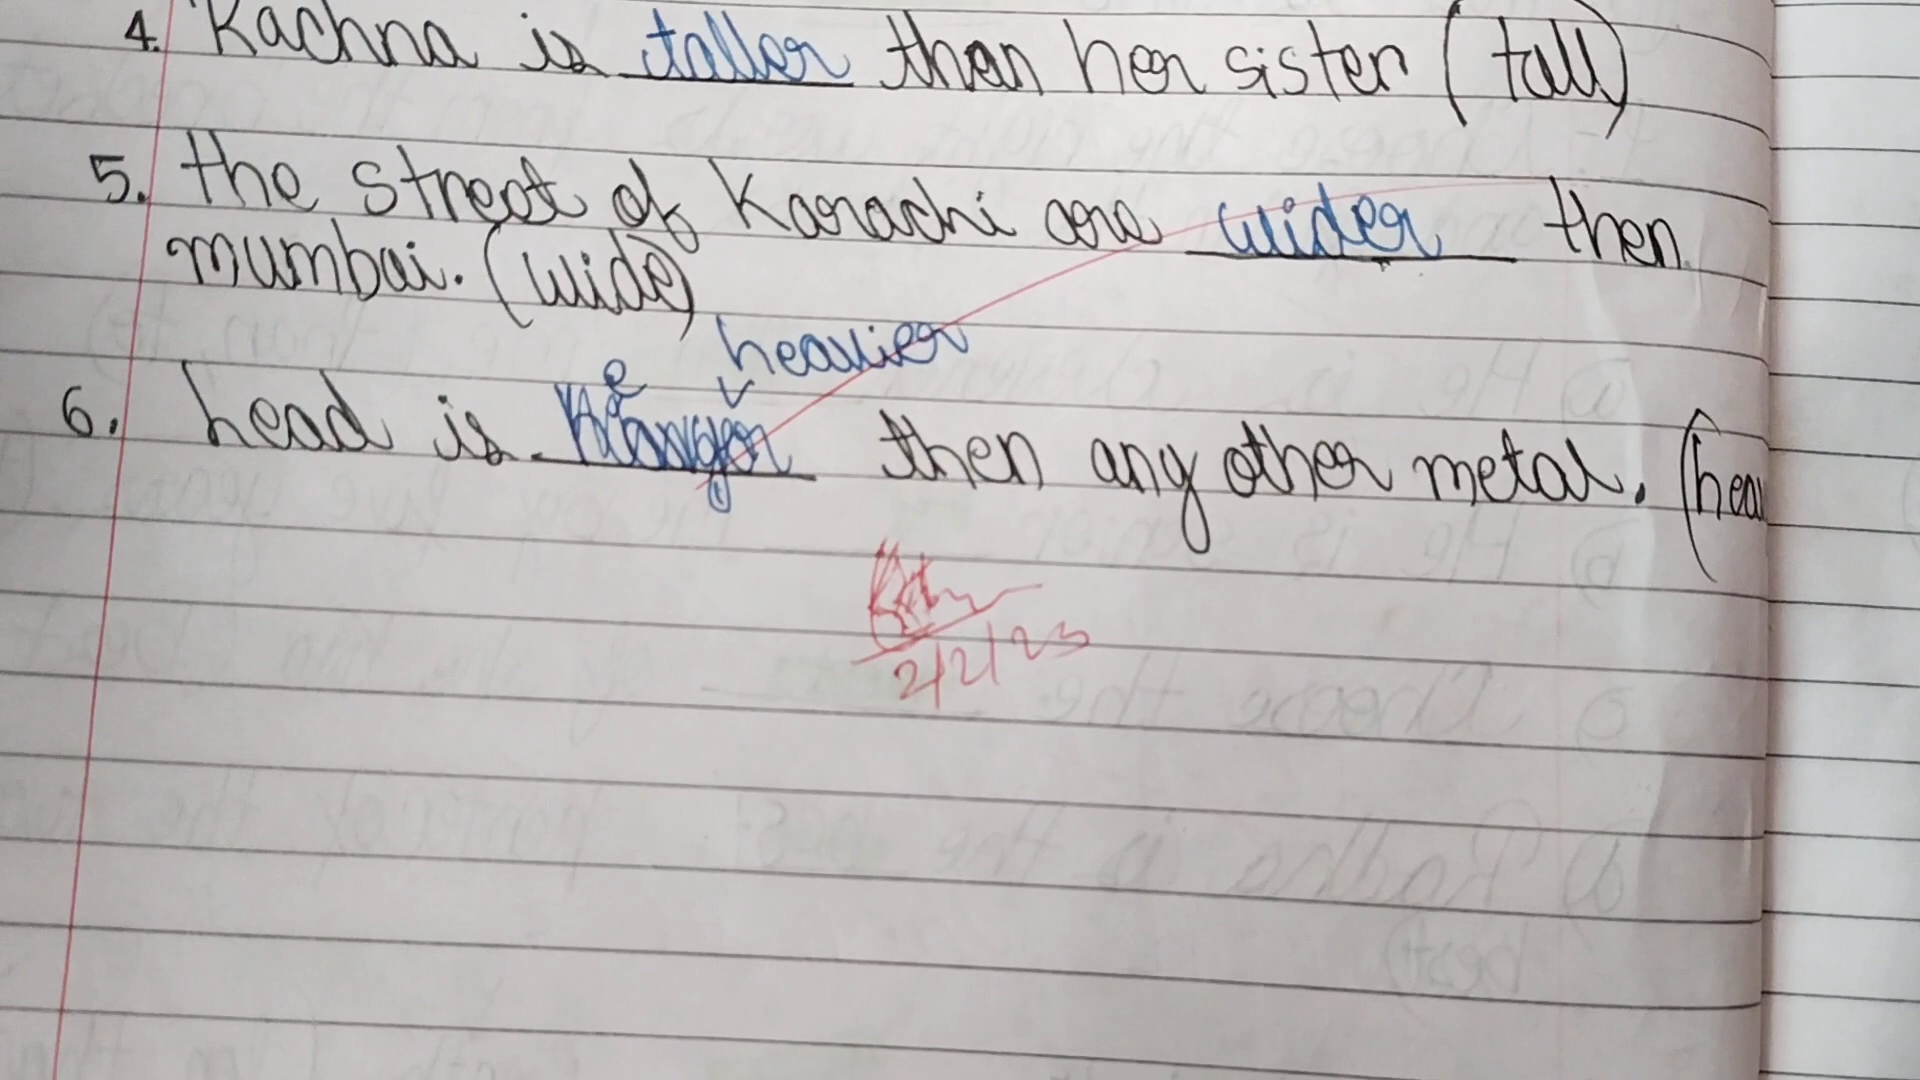 4. Rachna is taller than her sister (tall)
5. the street of Karachi are wider then
mumbai. (wide)
heavier
6. head is then any other metal. (hea
2/2/23